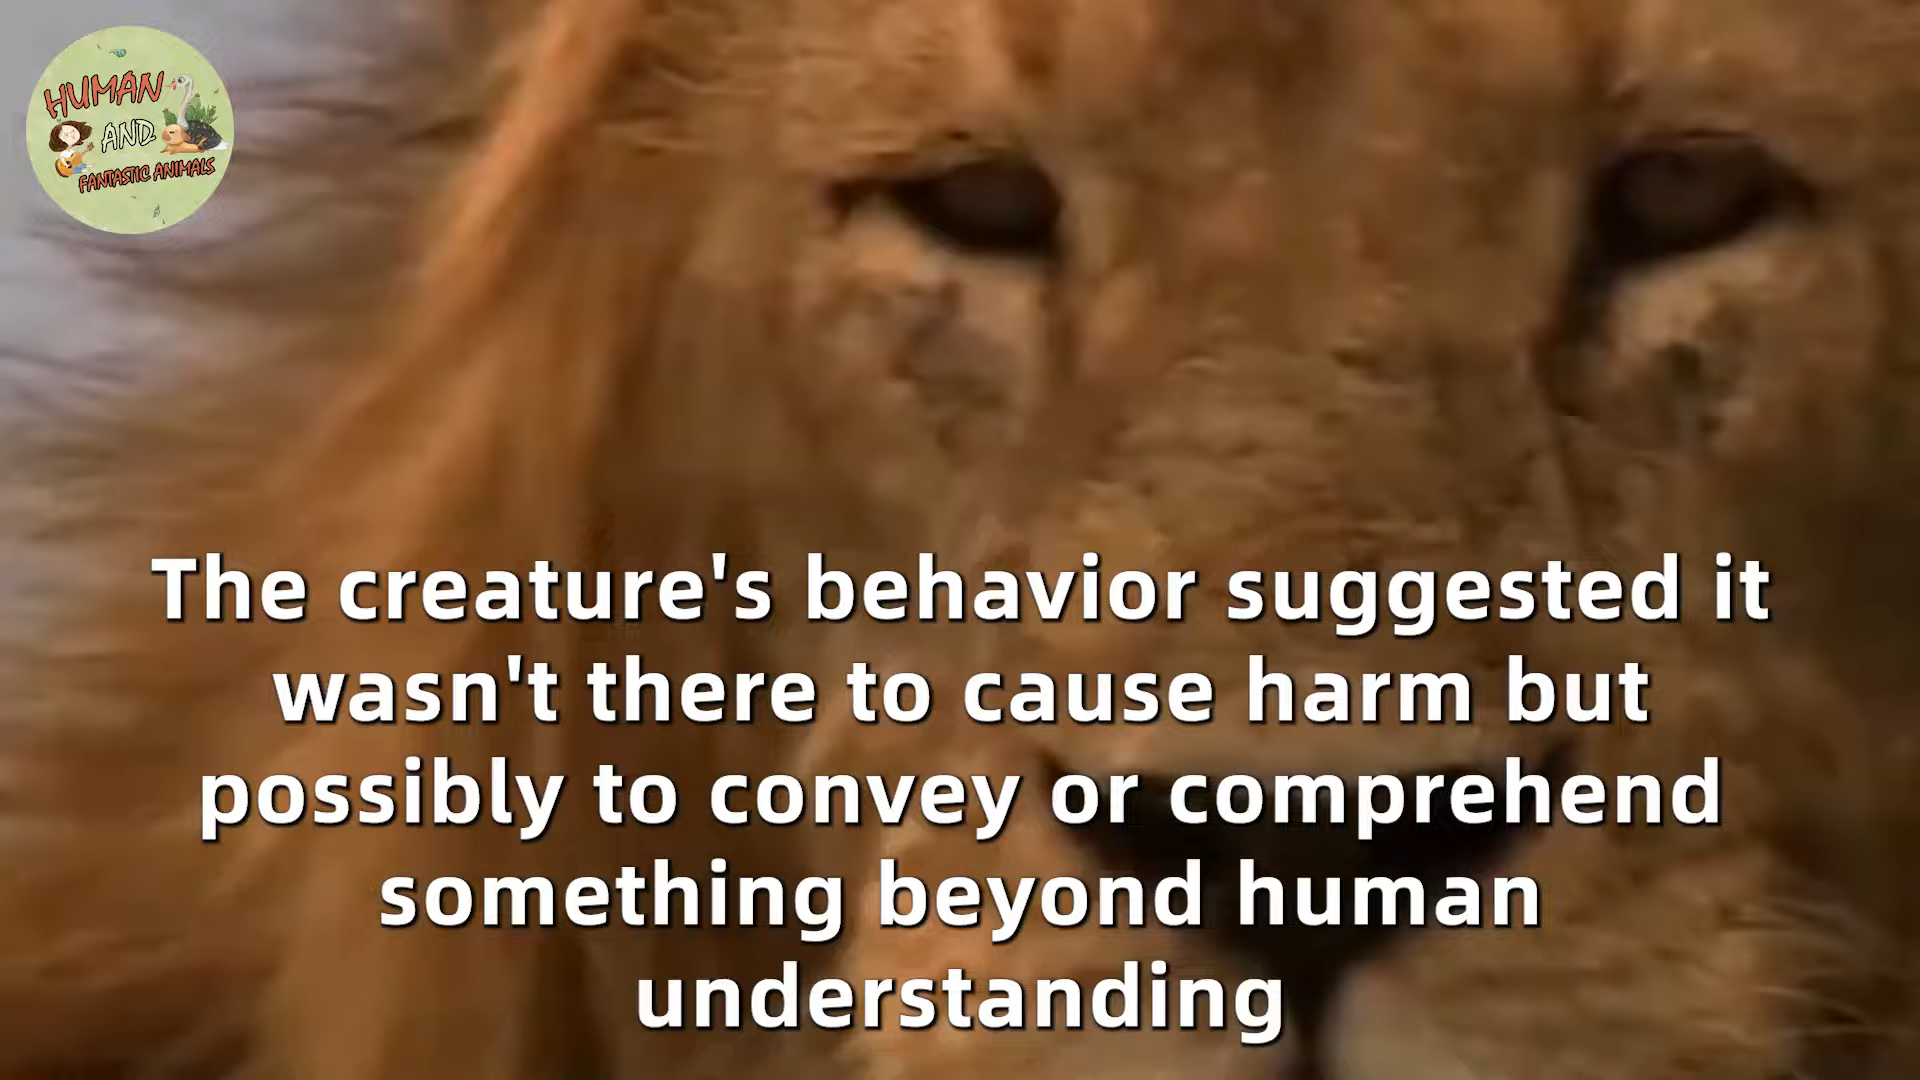 HUMAN
AND
FANTASTIC ANIMALS
The creature's behavior suggested it
wasn't there to cause harm but
possibly to convey or comprehend
something beyond human
understanding